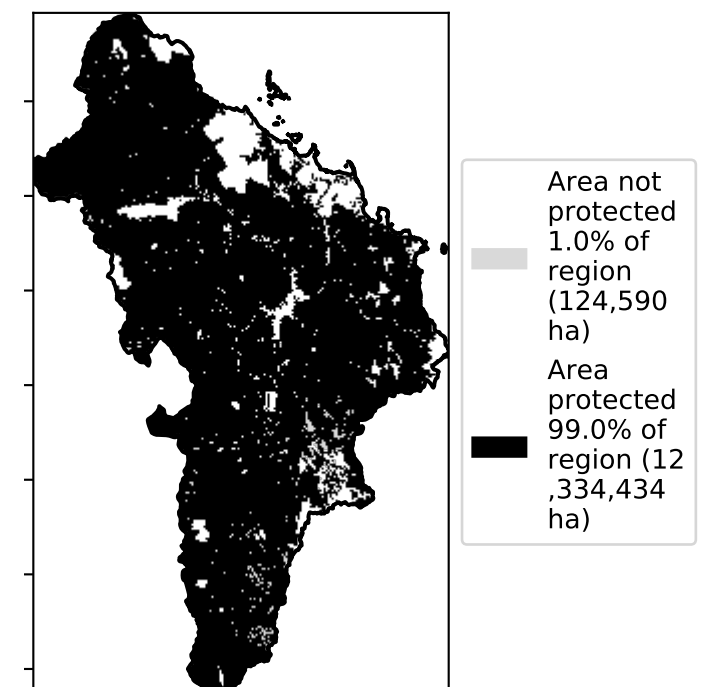 Area not
protected
1.0% of
region
(124,590
ha)
Area
protected
99.0% of
region (12
,334,434
ha)